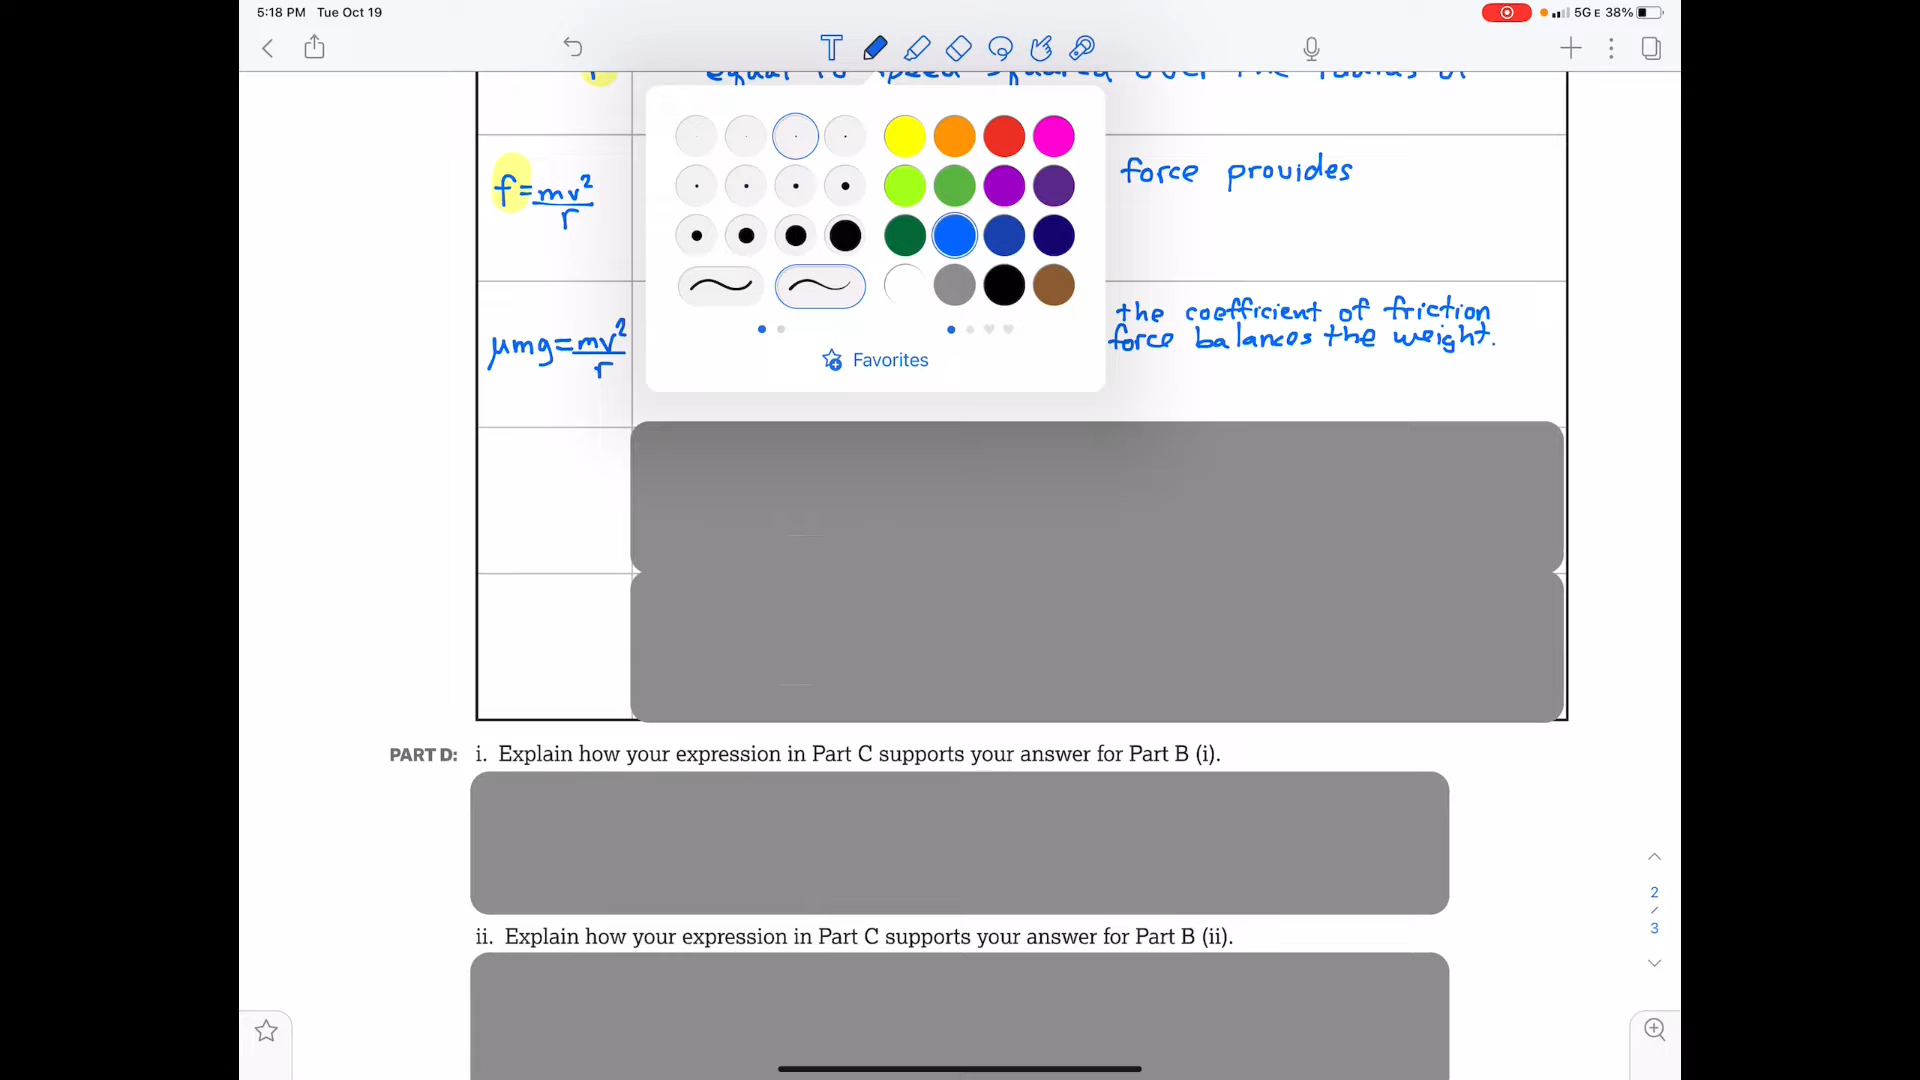 5:18 PM Tue Oct 19
5G E 38%
T
force provides
f = mv²/r
the coefficient of friction
force balances the weight.
μmg = mv²/r
Favorites
PART D: i. Explain how your expression in Part C supports your answer for Part B (i).
2
/
3
ii. Explain how your expression in Part C supports your answer for Part B (ii).